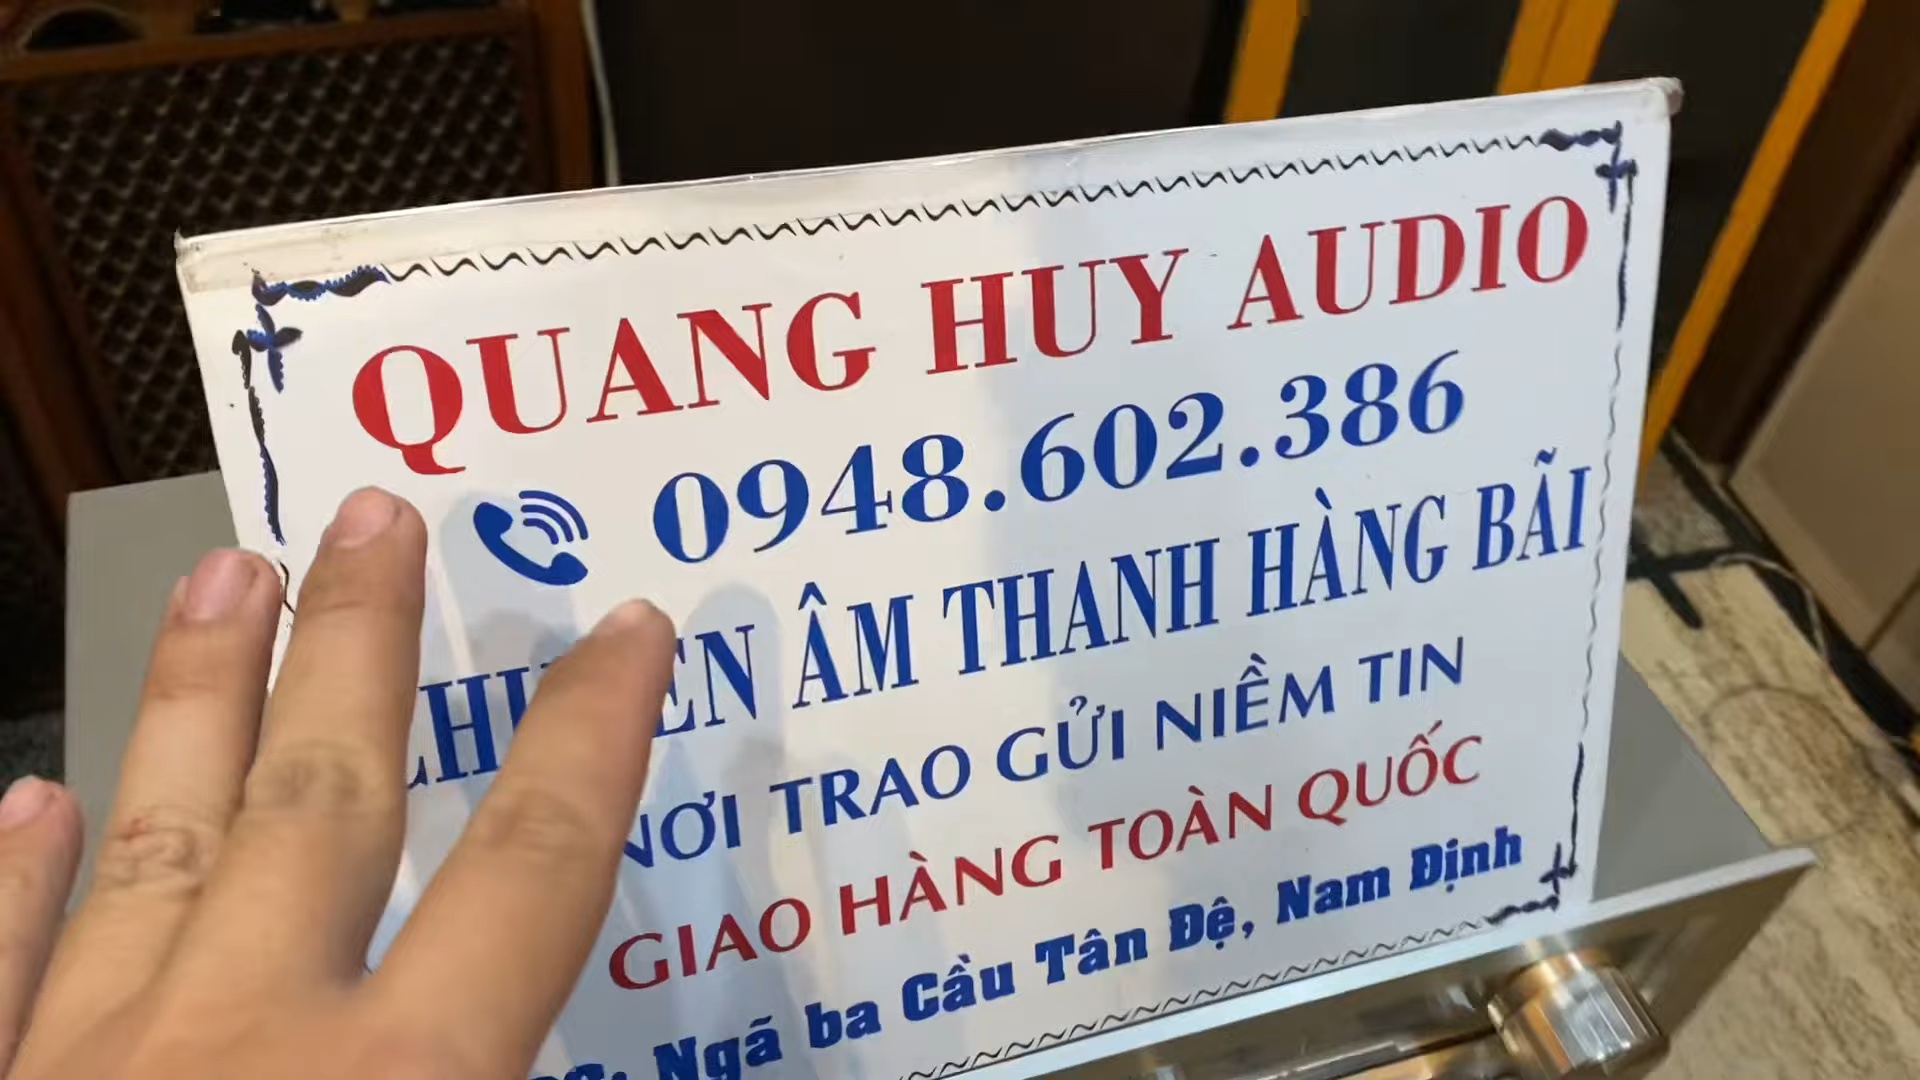 QUANG HUY AUDIO
0948.602.386
ÂM THANH HÀNG BÃI
NƠI TRAO GỬI NIỀM TIN
GIAO HÀNG TOÀN QUỐC
Ngã ba Cầu Tân Đệ, Nam Định